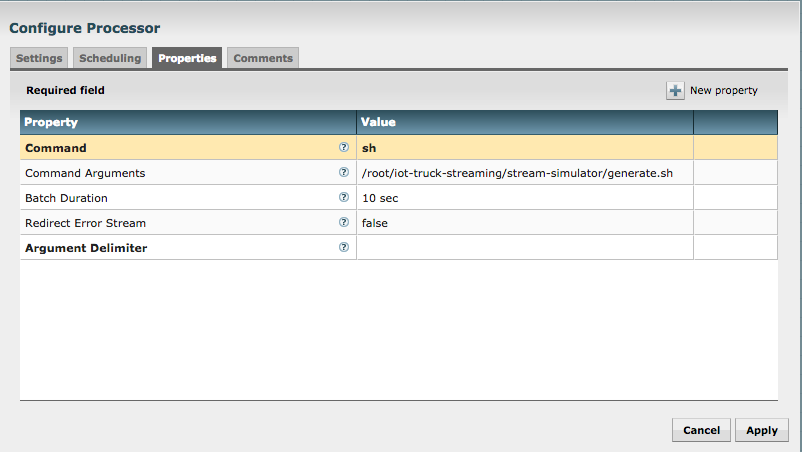 Configure Processor
Settings Scheduling Properties Comments
Required field New property
Property Value
Command ? sh
Command Arguments ? /root/iot-truck-streaming/stream-simulator/generate.sh
Batch Duration ? 10 sec
Redirect Error Stream ? false
Argument Delimiter ?
Cancel Apply